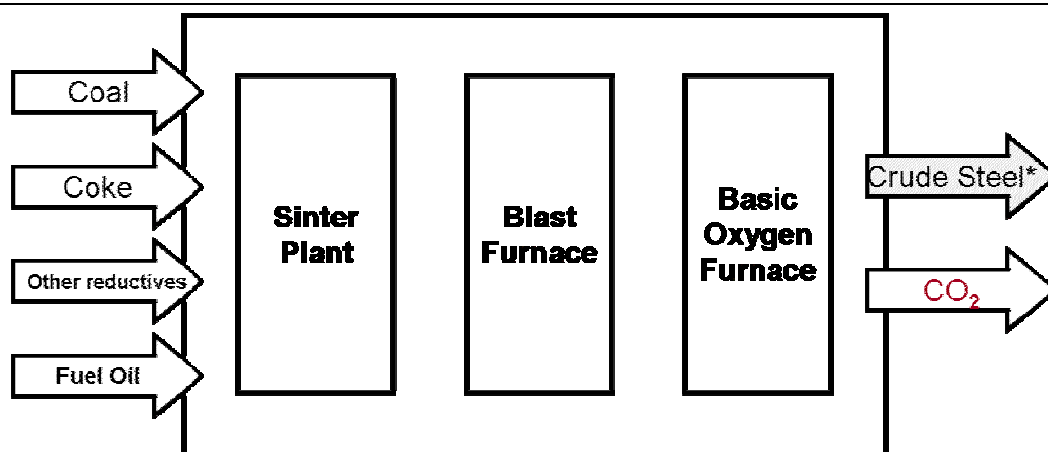 Coal
Coke
Other reductives
Fuel Oil
Sinter
Plant
Blast
Furnace
Basic
Oxygen
Furnace
Crude Steel*
CO₂